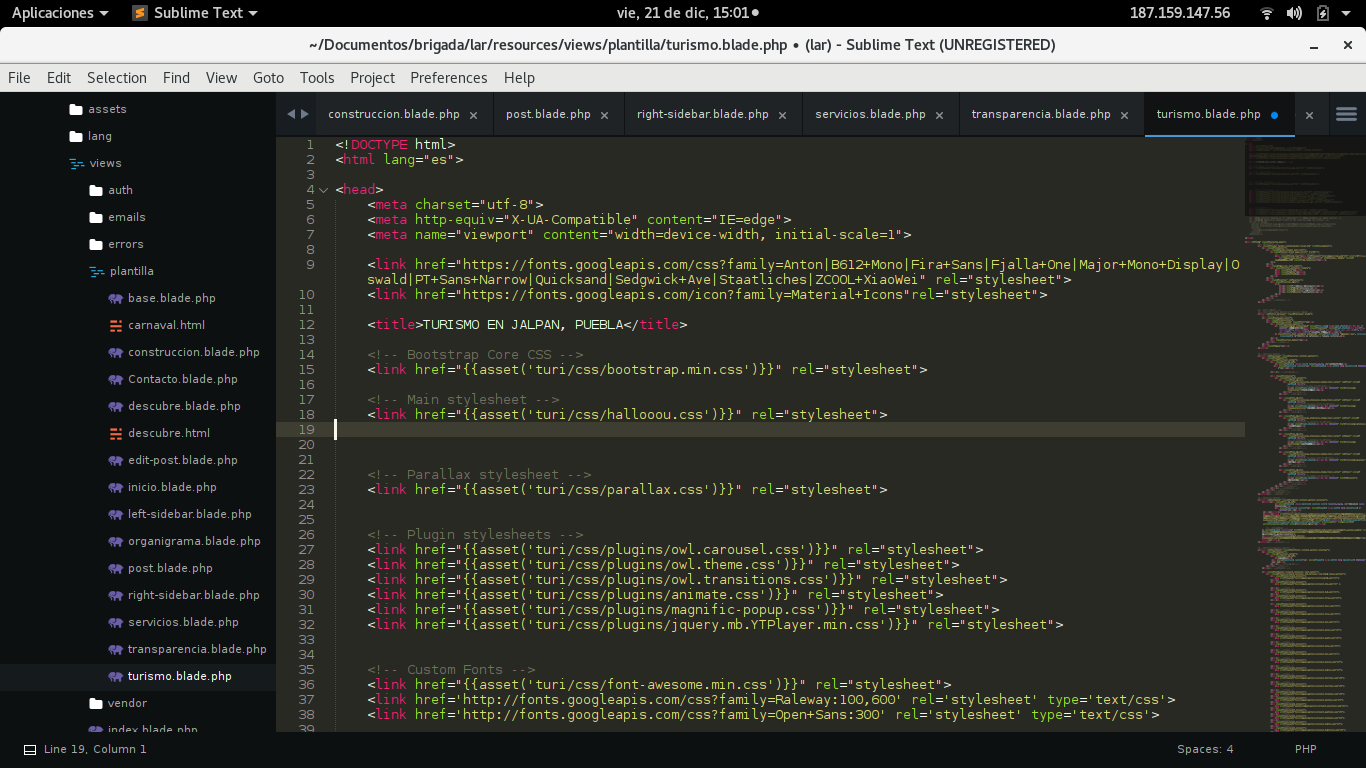 Aplicaciones Sublime Text vie, 21 de dic, 15:01 187.159.147.56
~/Documentos/brigada/lar/resources/views/plantilla/turismo.blade.php • (lar) - Sublime Text (UNREGISTERED)
File Edit Selection Find View Goto Tools Project Preferences Help
assets
lang
views
auth
emails
errors
plantilla
base.blade.php
carnaval.html
construccion.blade.php
Contacto.blade.php
descubre.blade.php
descubre.html
edit-post.blade.php
inicio.blade.php
left-sidebar.blade.php
organigrama.blade.php
post.blade.php
right-sidebar.blade.php
servicios.blade.php
transparencia.blade.php
turismo.blade.php
vendor
index.blade.php
construccion.blade.php × post.blade.php × right-sidebar.blade.php × servicios.blade.php × transparencia.blade.php × turismo.blade.php ×
1 <!DOCTYPE html>
2 <html lang="es">
3
4 <head>
5 <meta charset="utf-8">
6 <meta http-equiv="X-UA-Compatible" content="IE=edge">
7 <meta name="viewport" content="width=device-width, initial-scale=1">
8
9 <link href="https://fonts.googleapis.com/css?family=Anton|B612+Mono|Fira+Sans|Fjalla+One|Major+Mono+Display|O
swald|PT+Sans+Narrow|Quicksand|Sedgwick+Ave|Staatliches|ZCOOL+XiaoWei" rel="stylesheet">
10 <link href="https://fonts.googleapis.com/icon?family=Material+Icons"rel="stylesheet">
11
12 <title>TURISMO EN JALPAN, PUEBLA</title>
13
14 <!-- Bootstrap Core CSS -->
15 <link href="{{asset('turi/css/bootstrap.min.css')}}" rel="stylesheet">
16
17 <!-- Main stylesheet -->
18 <link href="{{asset('turi/css/hallooou.css')}}" rel="stylesheet">
19
20
21
22 <!-- Parallax stylesheet -->
23 <link href="{{asset('turi/css/parallax.css')}}" rel="stylesheet">
24
25
26 <!-- Plugin stylesheets -->
27 <link href="{{asset('turi/css/plugins/owl.carousel.css')}}" rel="stylesheet">
28 <link href="{{asset('turi/css/plugins/owl.theme.css')}}" rel="stylesheet">
29 <link href="{{asset('turi/css/plugins/owl.transitions.css')}}" rel="stylesheet">
30 <link href="{{asset('turi/css/plugins/animate.css')}}" rel="stylesheet">
31 <link href="{{asset('turi/css/plugins/magnific-popup.css')}}" rel="stylesheet">
32 <link href="{{asset('turi/css/plugins/jquery.mb.YTPlayer.min.css')}}" rel="stylesheet">
33
34
35 <!-- Custom Fonts -->
36 <link href="{{asset('turi/css/font-awesome.min.css')}}" rel="stylesheet">
37 <link href='http://fonts.googleapis.com/css?family=Raleway:100,600' rel='stylesheet' type='text/css'>
38 <link href='http://fonts.googleapis.com/css?family=Open+Sans:300' rel='stylesheet' type='text/css'>
39
Line 19, Column 1 Spaces: 4 PHP